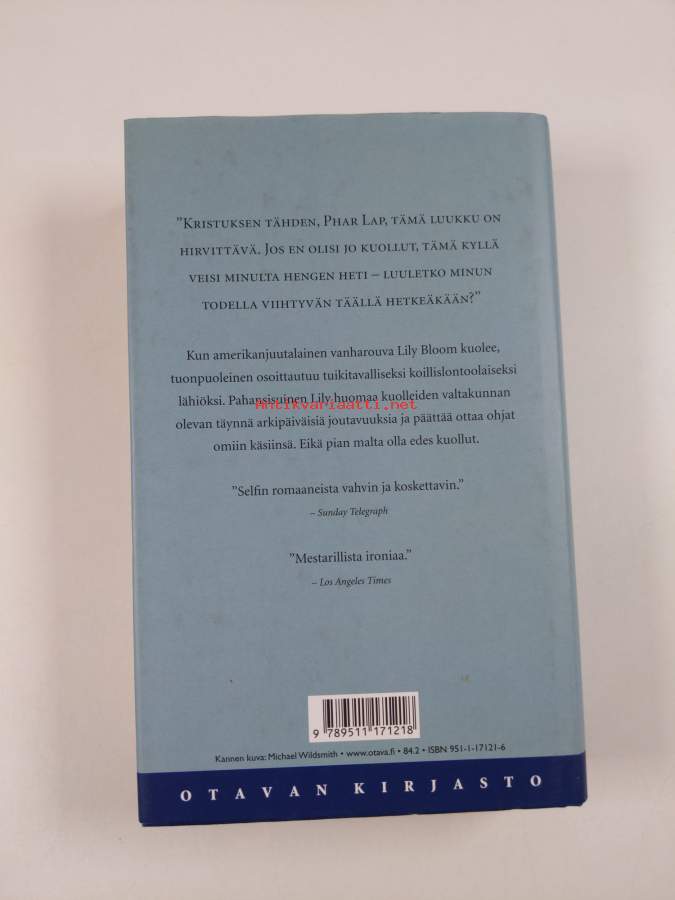 ”Kristuksen tähden, Phar Lap, tämä luukku on
hirvittävä. Jos en olisi jo kuollut, tämä kyllä
veisi minulta hengen heti – luuletko minun
todella viihtyvän täällä hetkeäkään?”
Kun amerikanjuutalainen vanharouva Lily Bloom kuolee,
tuonpuoleinen osoittautuu tuikitavalliseksi koillislontoolaiseksi
lähiöksi. Pahansisuinen Lily huomaa kuolleiden valtakunnan
Antikvariaatti.net
olevan täynnä arkipäiväisiä joutavuuksia ja päättää ottaa ohjat
omiin käsiinsä. Eikä pian malta olla edes kuollut.
”Selfin romaaneista vahvin ja koskettavin.”
– Sunday Telegraph
”Mestarillista ironiaa.”
– Los Angeles Times
9 789511 171218
Kannen kuva: Michael Wildsmith • www.otava.fi • 84.2 • ISBN 951-1-17121-6
OTAVAN KIRJASTO